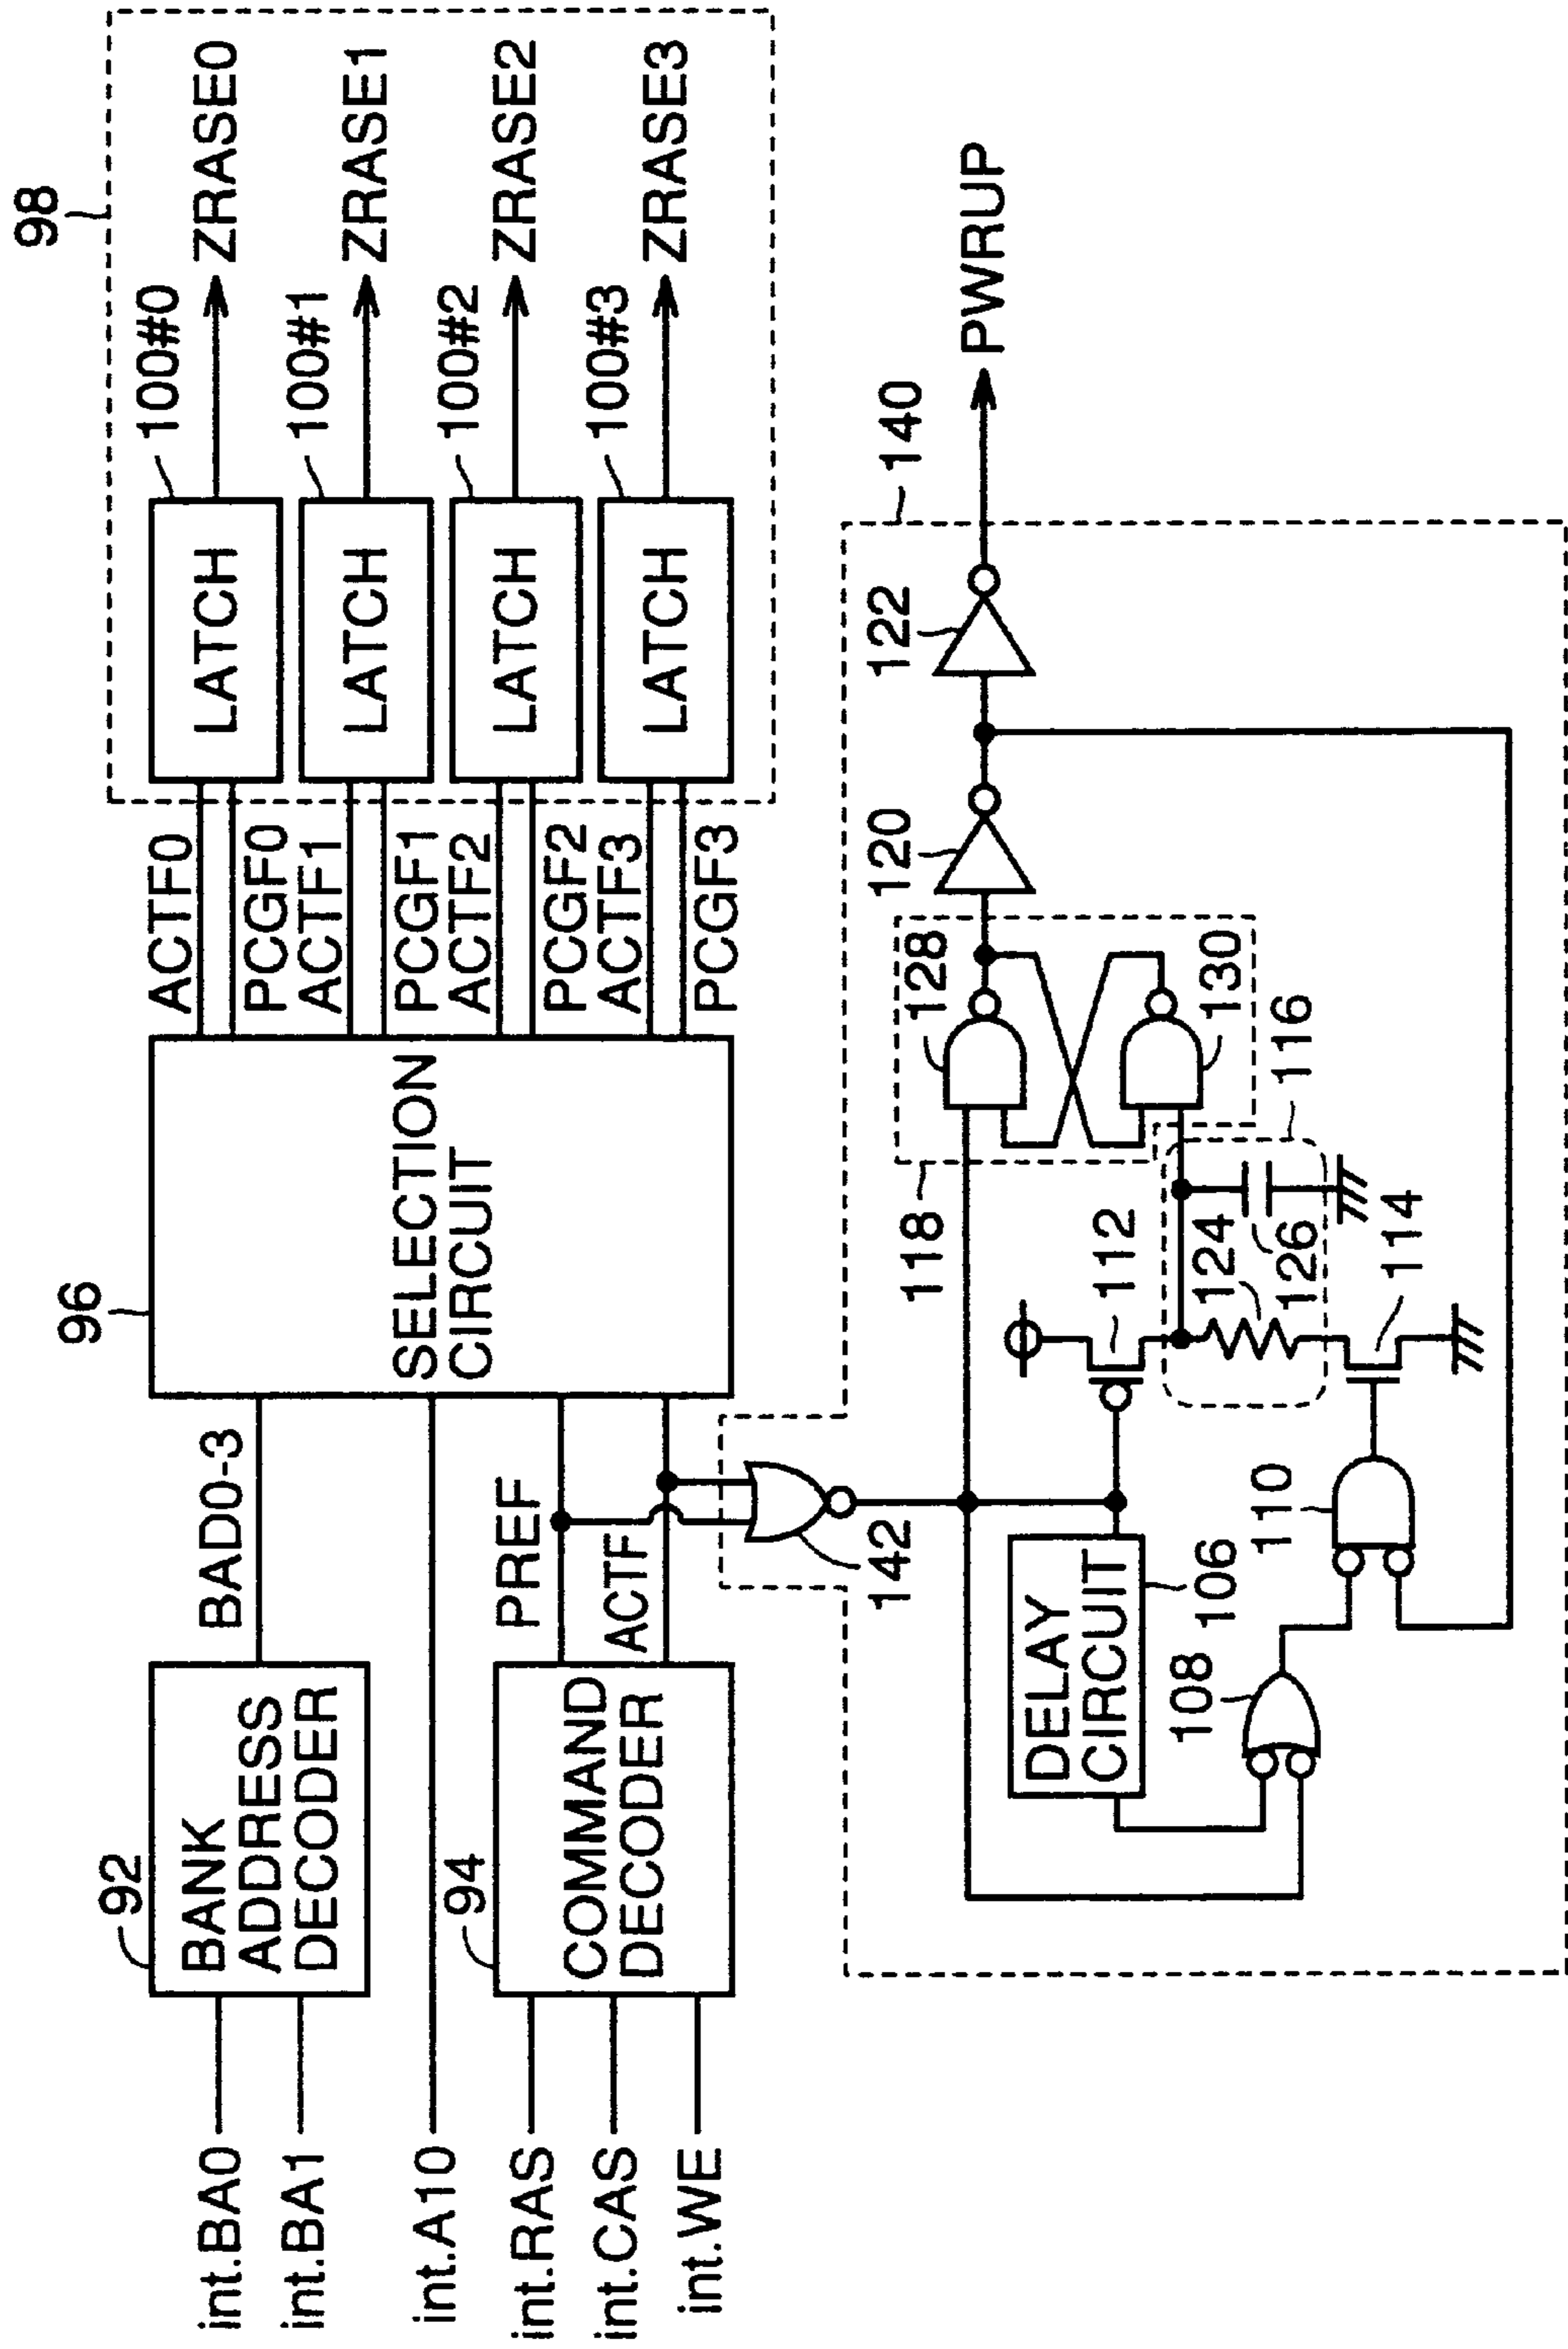 int.BA0
int.BA1
int.A10
int.RAS
int.CAS
int.WE
92
BANK
ADDRESS
DECODER
94
COMMAND
DECODER
BAD0-3
PREF
ACTF
96
SELECTION
CIRCUIT
ACTF0
PCGF0
ACTF1
PCGF1
ACTF2
PCGF2
ACTF3
PCGF3
98
LATCH
LATCH
LATCH
LATCH
100#0
100#1
100#2
100#3
ZRASE0
ZRASE1
ZRASE2
ZRASE3
142
DELAY
CIRCUIT
106
108
110
112
114
124
126
116
118
128
130
120
122
140
PWRUP